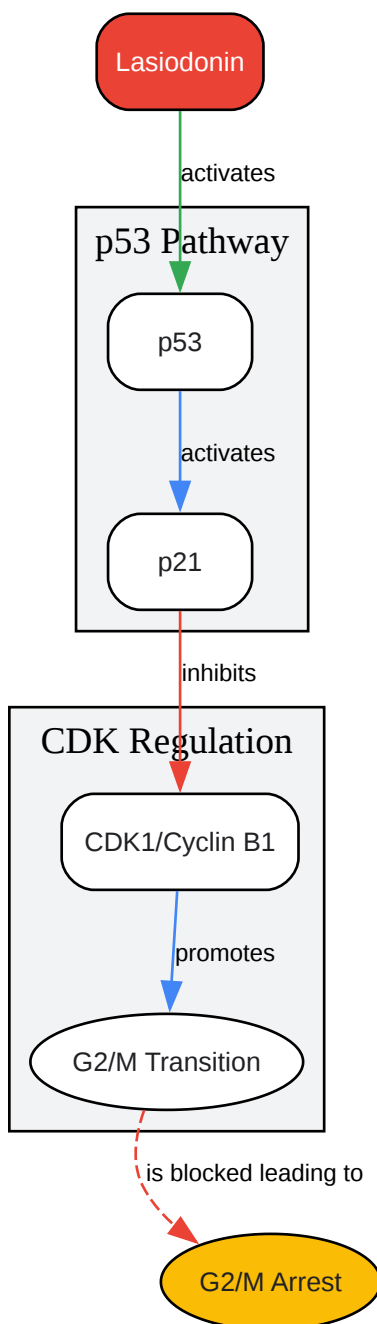 Lasiodonin
activates
p53 Pathway
p53
activates
p21
inhibits
CDK Regulation
CDK1/Cyclin B1
promotes
G2/M Transition
is blocked leading to
G2/M Arrest